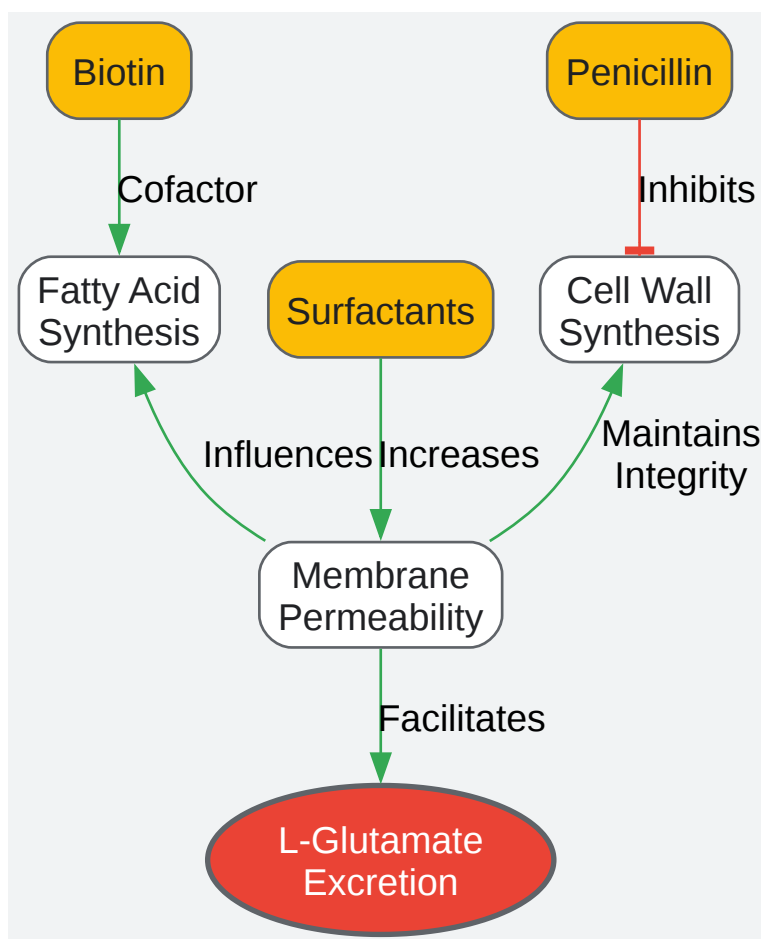 Biotin
Penicillin
Cofactor
Inhibits
Fatty Acid
Synthesis
Surfactants
Cell Wall
Synthesis
Influences
Increases
Maintains
Integrity
Membrane
Permeability
Facilitates
L-Glutamate
Excretion